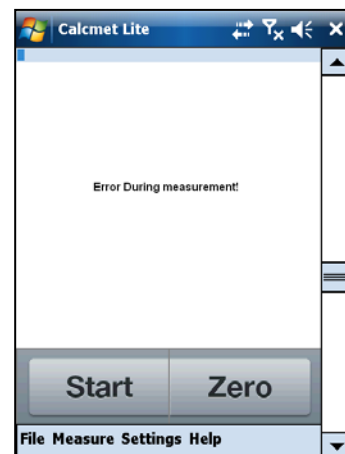 Calcmet Lite
Error During measurement!
Start Zero
File Measure Settings Help